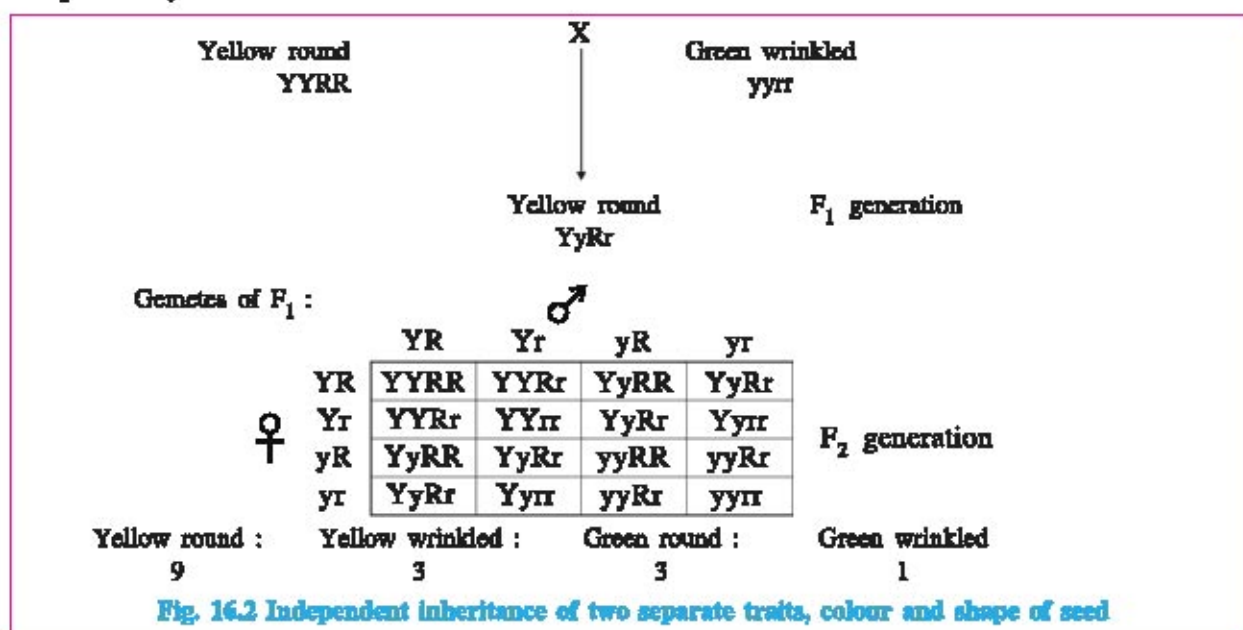 X
Yellow round Green wrinkled
YYRR yyrr
Yellow round F₁ generation
YyRr
Gemetes of F₁ : ♂
YR Yr yR yr
YR YYRR YYRr YyRR YyRr
Yr YYRr YYrr YyRr Yyrr
♀ F₂ generation
yR YyRR YyRr yyRR yyRr
yr YyRr Yyrr yyRr yyrr
Yellow round : Yellow wrinkled : Green round : Green wrinkled
9 3 3 1
Fig. 16.2 Independent inheritance of two separate traits, colour and shape of seed